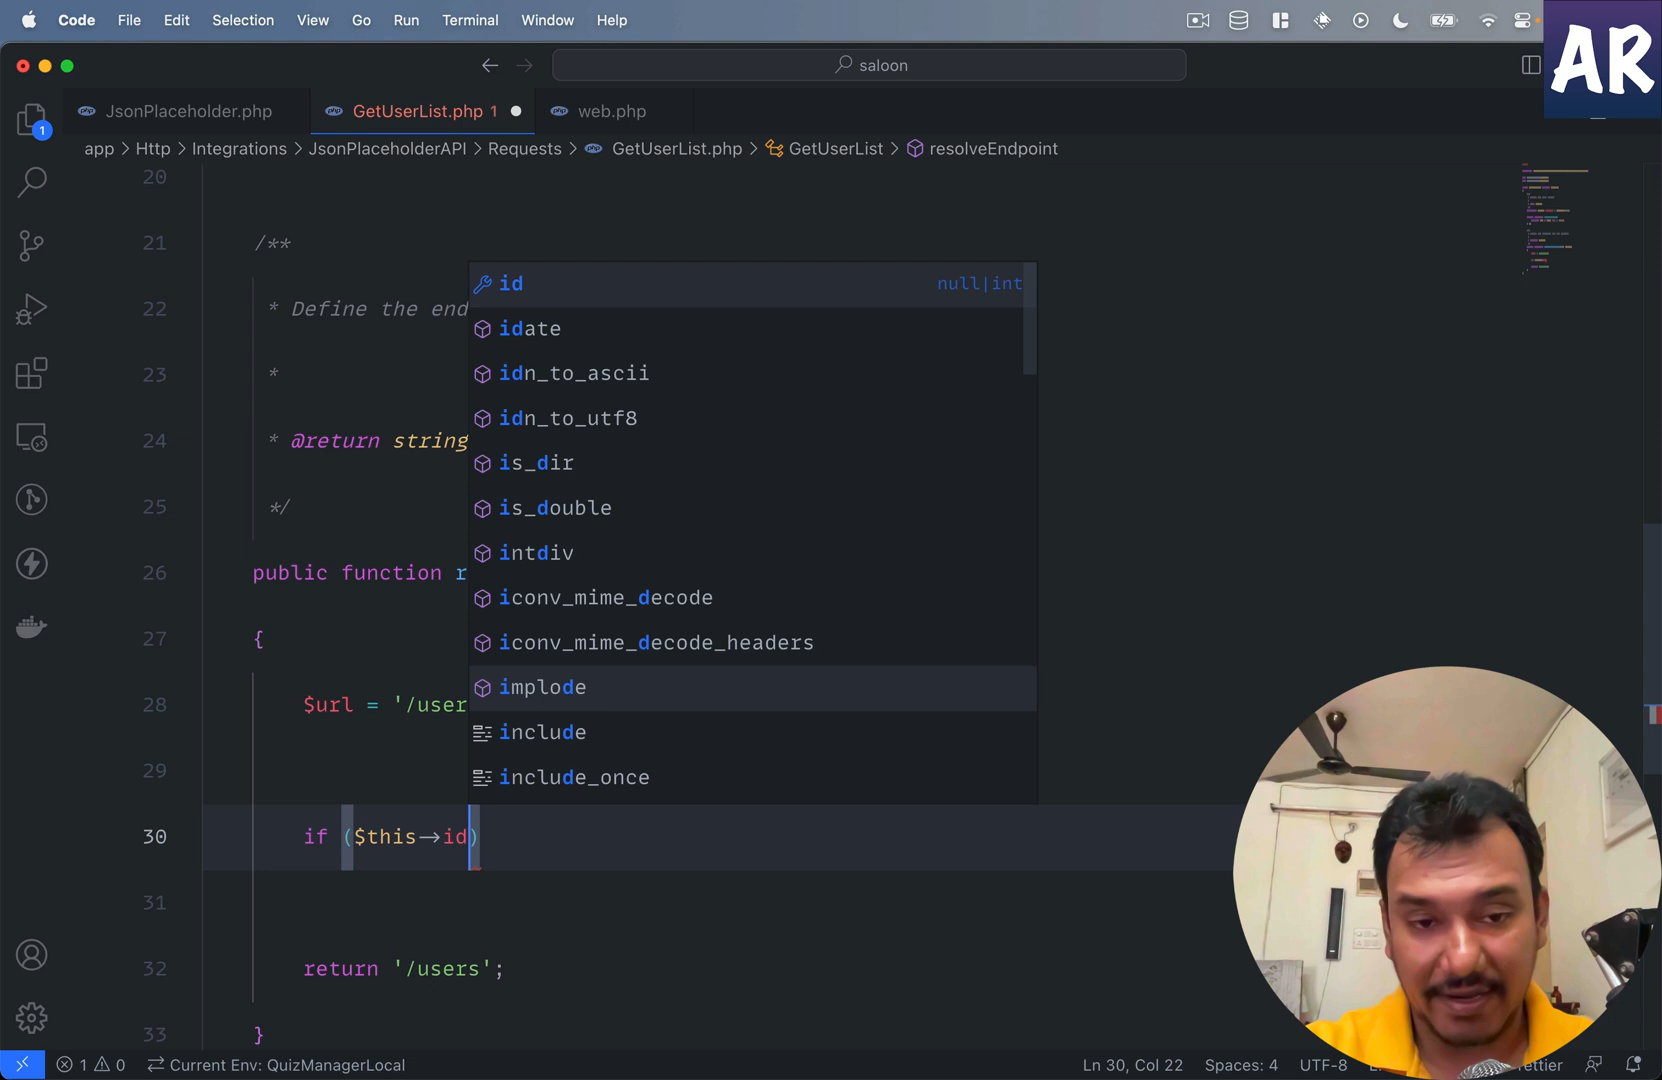 Code File Edit Selection View Go Run Terminal Window Help
AR
saloon
JsonPlaceholder.php GetUserList.php 1 web.php
app > Http > Integrations > JsonPlaceholderAPI > Requests > GetUserList.php > GetUserList > resolveEndpoint
1
20
21 /**
22 * Define the end
23 *
24 * @return string
25 */
26 public function r
27 {
28 $url = '/user
29
30 if ($this->id)
31
32 return '/users';
33 }
id null|int
idate
idn_to_ascii
idn_to_utf8
is_dir
is_double
intdiv
iconv_mime_decode
iconv_mime_decode_headers
implode
include
include_once
1 0 Current Env: QuizManagerLocal Ln 30, Col 22 Spaces: 4 UTF-8